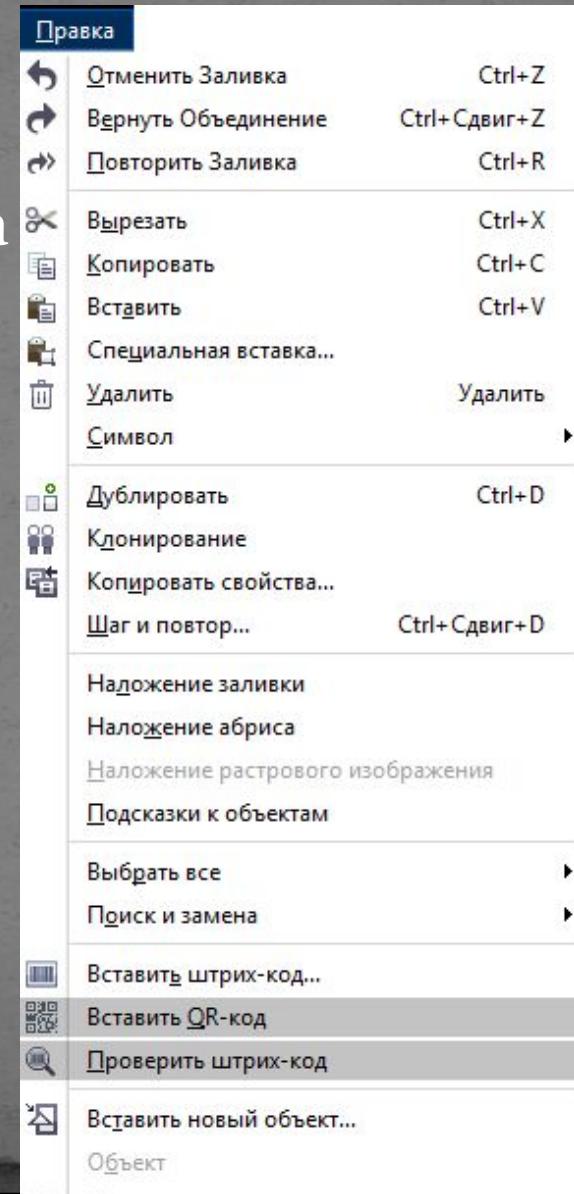 Правка
Отменить Заливка Ctrl+Z
Вернуть Объединение Ctrl+Сдвиг+Z
Повторить Заливка Ctrl+R
Вырезать Ctrl+X
Копировать Ctrl+C
Вставить Ctrl+V
Специальная вставка...
Удалить Удалить
Символ
Дублировать Ctrl+D
Клонирование
Копировать свойства...
Шаг и повтор... Ctrl+Сдвиг+D
Наложение заливки
Наложение абриса
Наложение растрового изображения
Подсказки к объектам
Выбрать все
Поиск и замена
Вставить штрих-код...
Вставить QR-код
Проверить штрих-код
Вставить новый объект...
Объект